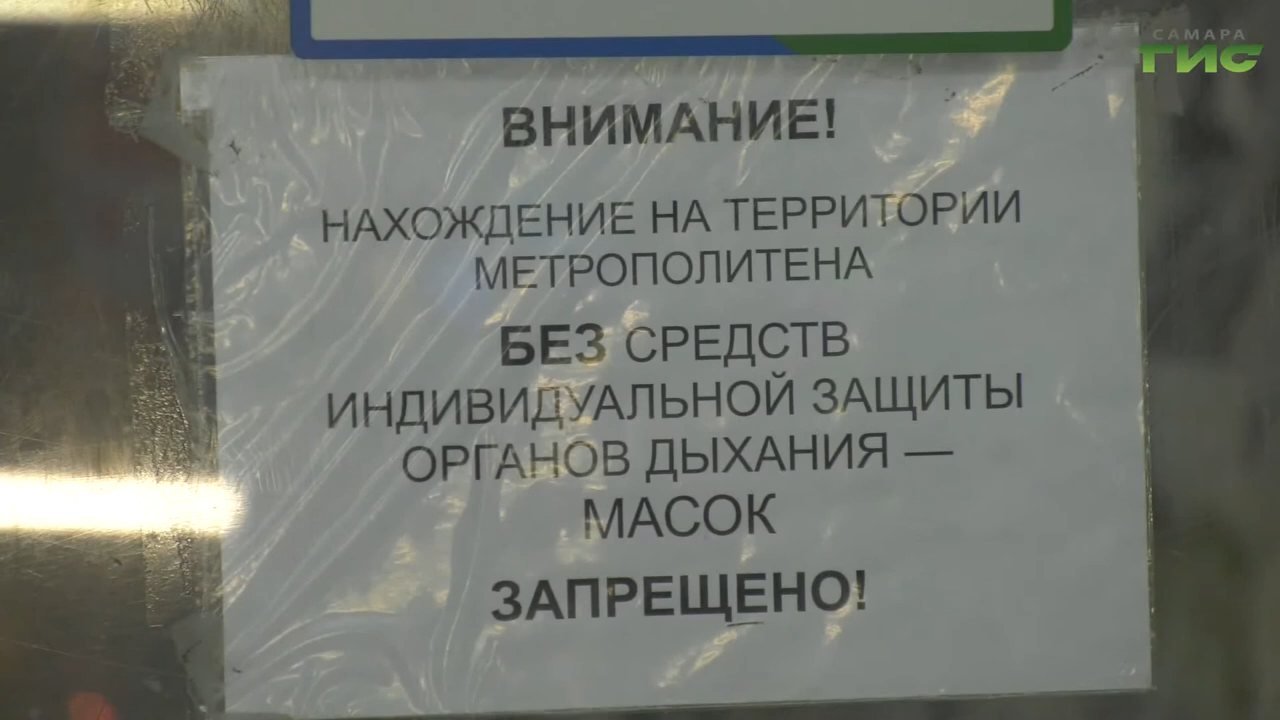 САМАРА
ГИС
ВНИМАНИЕ!
НАХОЖДЕНИЕ НА ТЕРРИТОРИИ
МЕТРОПОЛИТЕНА
БЕЗ СРЕДСТВ
ИНДИВИДУАЛЬНОЙ ЗАЩИТЫ
ОРГАНОВ ДЫХАНИЯ —
МАСОК
ЗАПРЕЩЕНО!